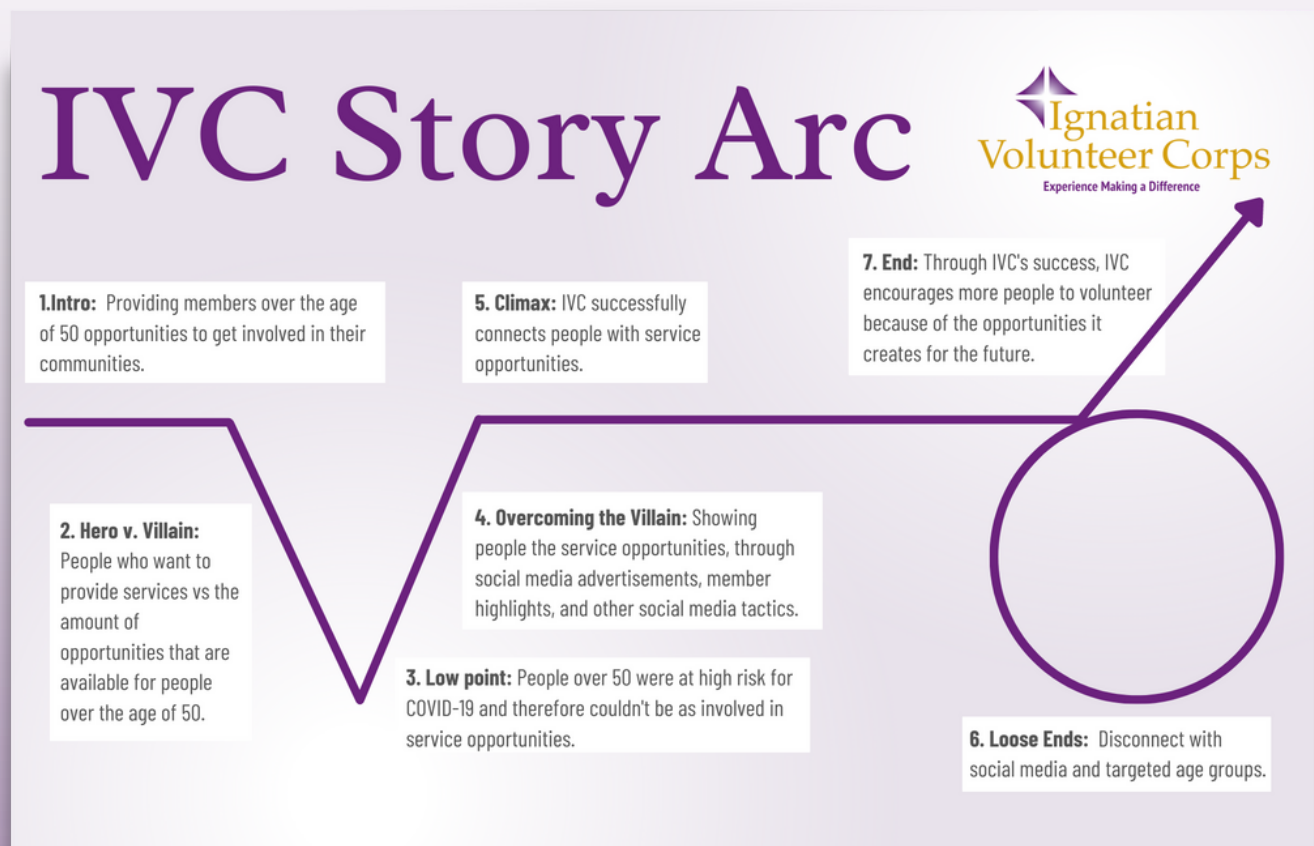 IVC Story Arc
Ignatian
Volunteer Corps
Experience Making a Difference
1.Intro: Providing members over the age
of 50 opportunities to get involved in their
communities.
2. Hero v. Villain:
People who want to
provide services vs the
amount of
opportunities that are
available for people
over the age of 50.
3. Low point: People over 50 were at high risk for
COVID-19 and therefore couldn't be as involved in
service opportunities.
4. Overcoming the Villain: Showing
people the service opportunities, through
social media advertisements, member
highlights, and other social media tactics.
5. Climax: IVC successfully
connects people with service
opportunities.
6. Loose Ends: Disconnect with
social media and targeted age groups.
7. End: Through IVC's success, IVC
encourages more people to volunteer
because of the opportunities it
creates for the future.